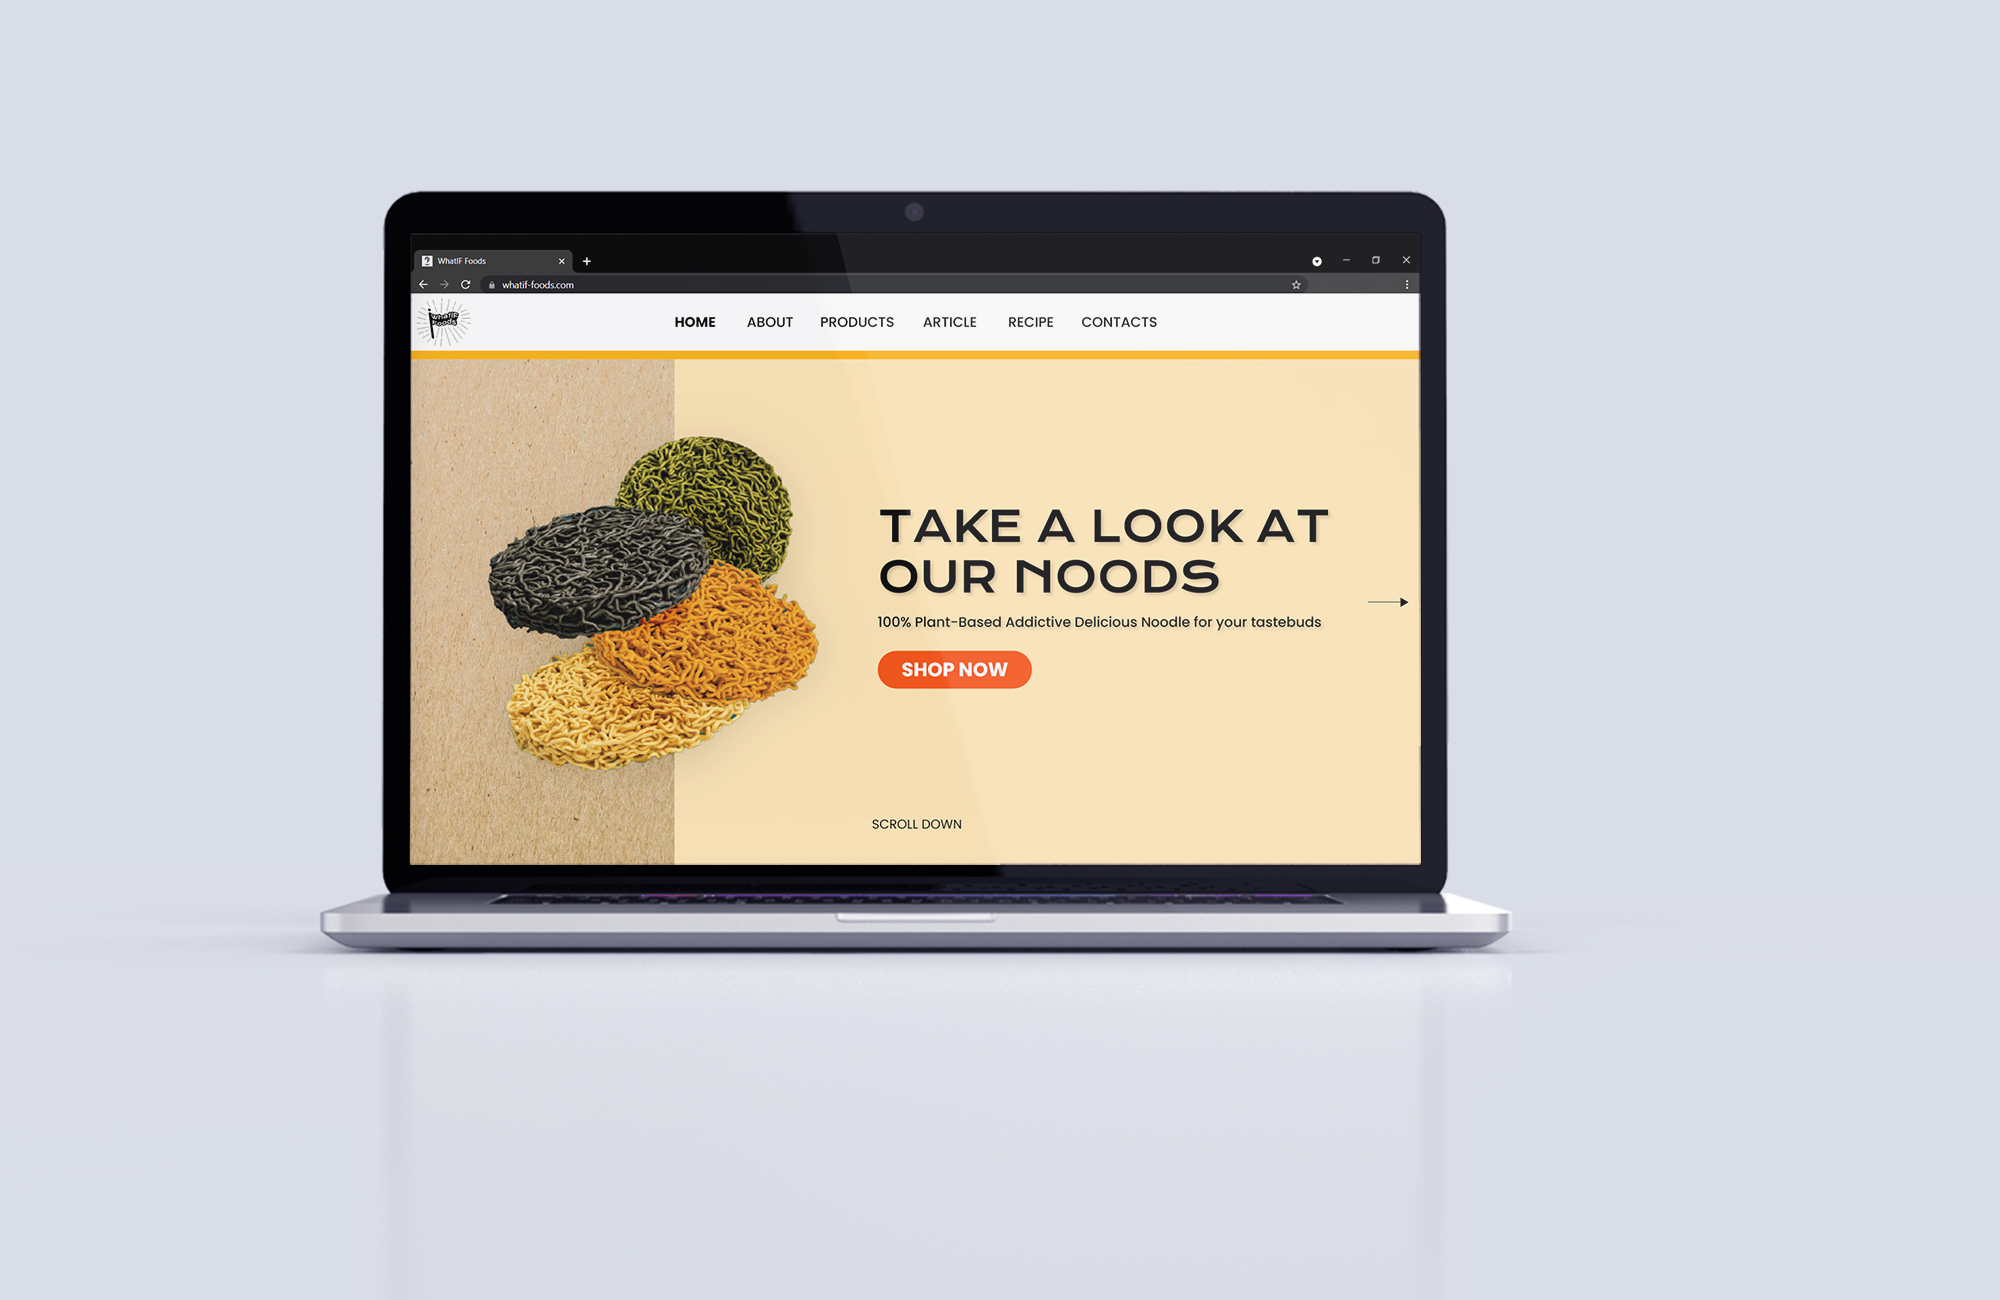 WhatIF Foods
whatif-foods.com
WhatIF
Foods
HOME ABOUT PRODUCTS ARTICLE RECIPE CONTACTS
TAKE A LOOK AT
OUR NOODS
100% Plant-Based Addictive Delicious Noodle for your tastebuds
SHOP NOW
SCROLL DOWN